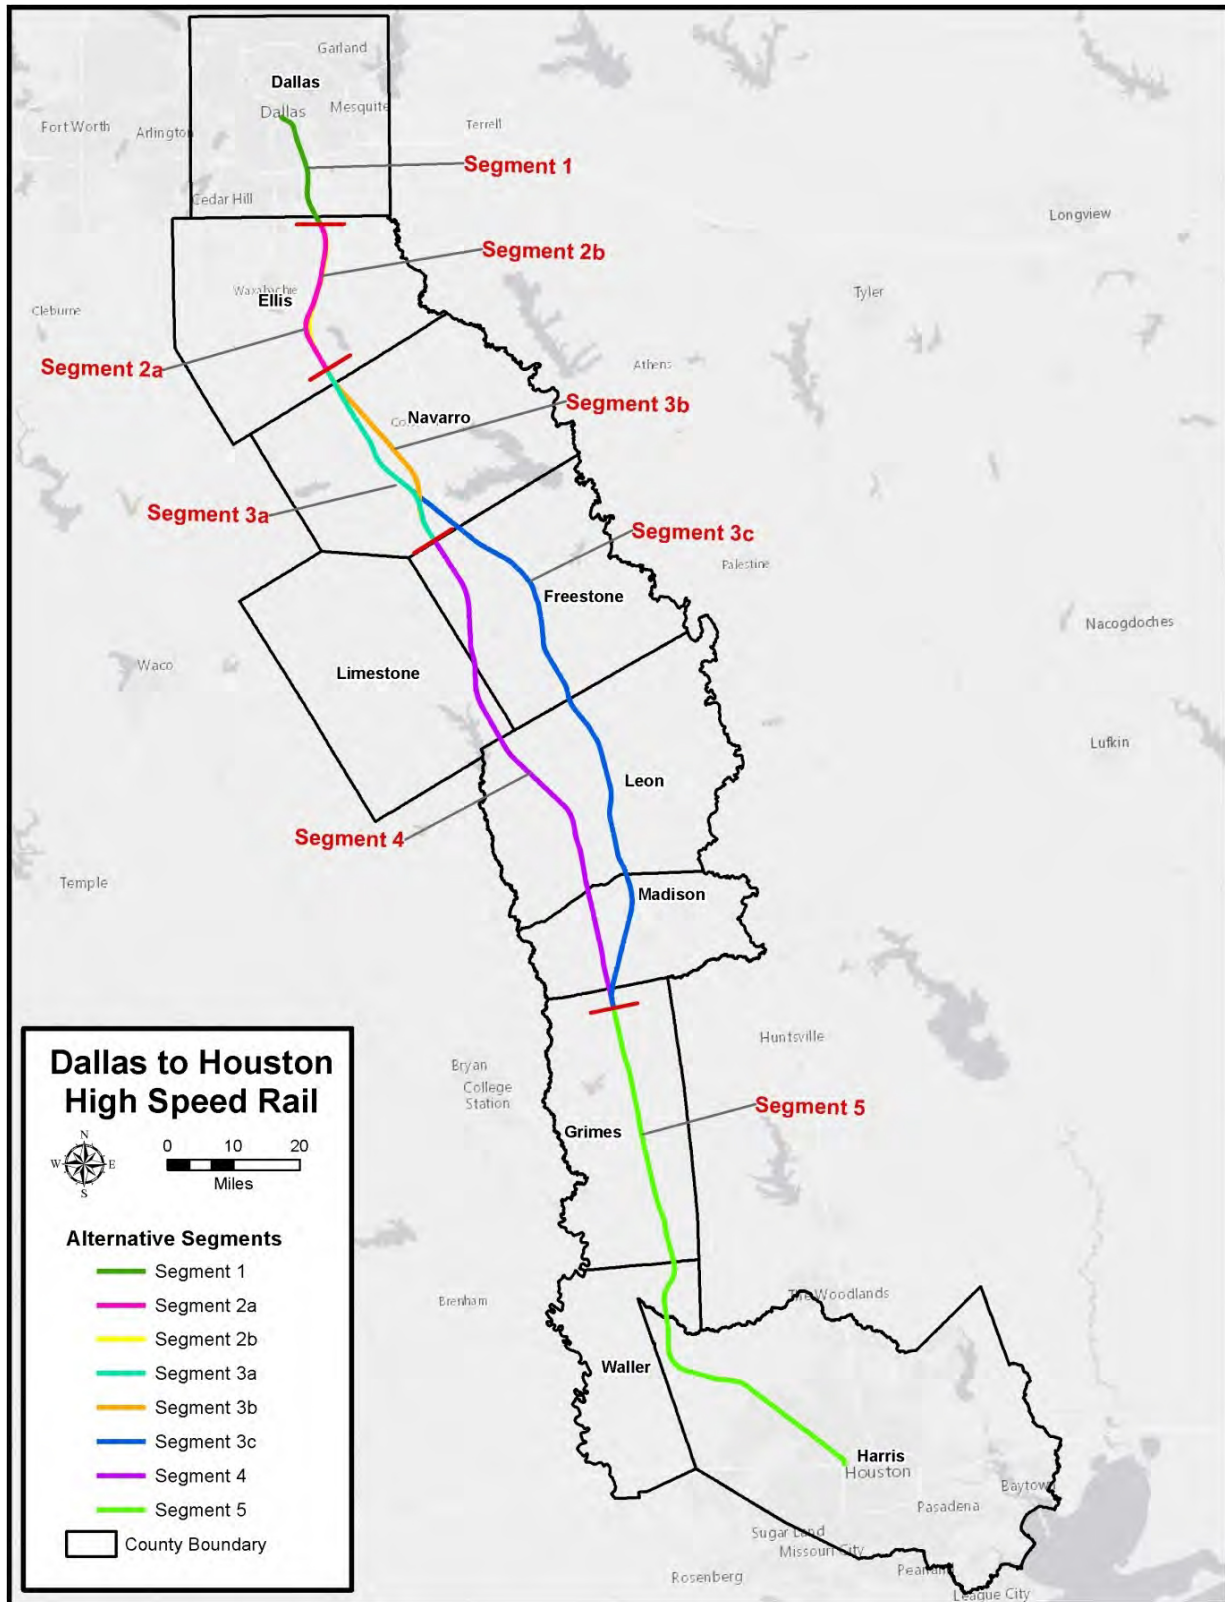 Garland
Dallas
Dallas
Mesquite
Fort Worth
Arlington
Terrell
Segment 1
Cedar Hill
Longview
Segment 2b
Waxahachie
Ellis
Tyler
Cleburne
Segment 2a
Athens
Segment 3b
Navarro
Segment 3a
Segment 3c
Palestine
Freestone
Nacogdoches
Waco
Limestone
Lufkin
Leon
Segment 4
Temple
Madison
Huntsville
Bryan
College
Station
Segment 5
Grimes
The Woodlands
Brenham
Waller
Harris
Houston
Baytown
Pasadena
Sugar Land
Missouri City
Rosenberg
League City
Dallas to Houston
High Speed Rail
N
W E
S
0 10 20
Miles
Alternative Segments
Segment 1
Segment 2a
Segment 2b
Segment 3a
Segment 3b
Segment 3c
Segment 4
Segment 5
County Boundary